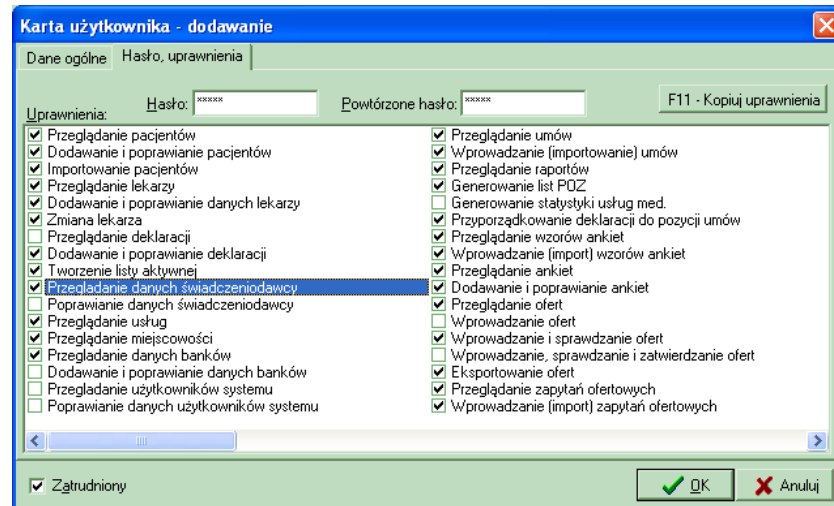 Karta użytkownika - dodawanie
Dane ogólne Hasło, uprawnienia
Hasło: ***** Powtórzone hasło: ***** F11 - Kopiuj uprawnienia
Uprawnienia:
Przeglądanie pacjentów
Dodawanie i poprawianie pacjentów
Importowanie pacjentów
Przeglądanie lekarzy
Dodawanie i poprawianie danych lekarzy
Zmiana lekarza
Przeglądanie deklaracji
Dodawanie i poprawianie deklaracji
Tworzenie listy aktywnej
Przegladanie danych świadczeniodawcy
Poprawianie danych świadczeniodawcy
Przeglądanie usług
Przeglądanie miejscowości
Przegladanie danych banków
Dodawanie i poprawianie danych banków
Przegladanie użytkowników systemu
Poprawianie danych użytkowników systemu
Przeglądanie umów
Wprowadzanie (importowanie) umów
Przeglądanie raportów
Generowanie list POZ
Generowanie statystyki usług med.
Przyporządkowanie deklaracji do pozycji umów
Przeglądanie wzorów ankiet
Wprowadzanie (import) wzorów ankiet
Przeglądanie ankiet
Dodawanie i poprawianie ankiet
Przeglądanie ofert
Wprowadzanie ofert
Wprowadzanie i sprawdzanie ofert
Wprowadzanie, sprawdzanie i zatwierdzanie ofert
Eksportowanie ofert
Przeglądanie zapytań ofertowych
Wprowadzanie (import) zapytań ofertowych
Zatrudniony OK Anuluj